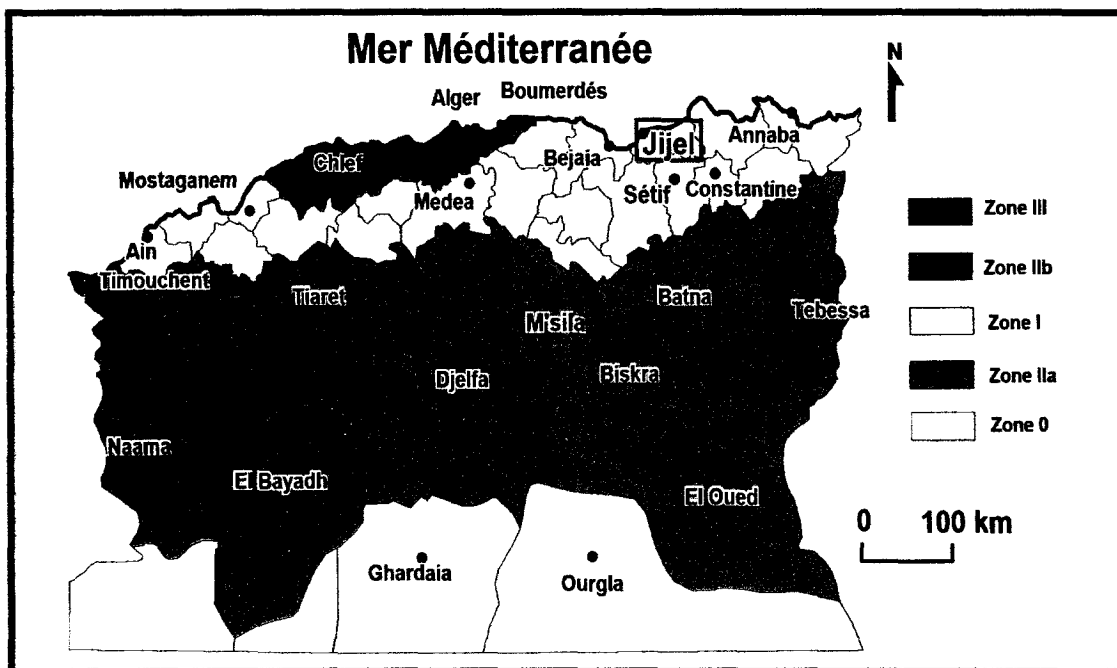 Mer Méditerranée
N
Alger
Boumerdés
Jijel
Annaba
Chlef
Bejaia
Mostaganem
Medea
Sétif
Constantine
Ain
Timouchent
Tiaret
Batna
M'sila
Tebessa
Djelfa
Biskra
Naama
El Bayadh
El Oued
Ghardaia
Ourgla
Zone III
Zone IIb
Zone I
Zone IIa
Zone 0
0 100 km